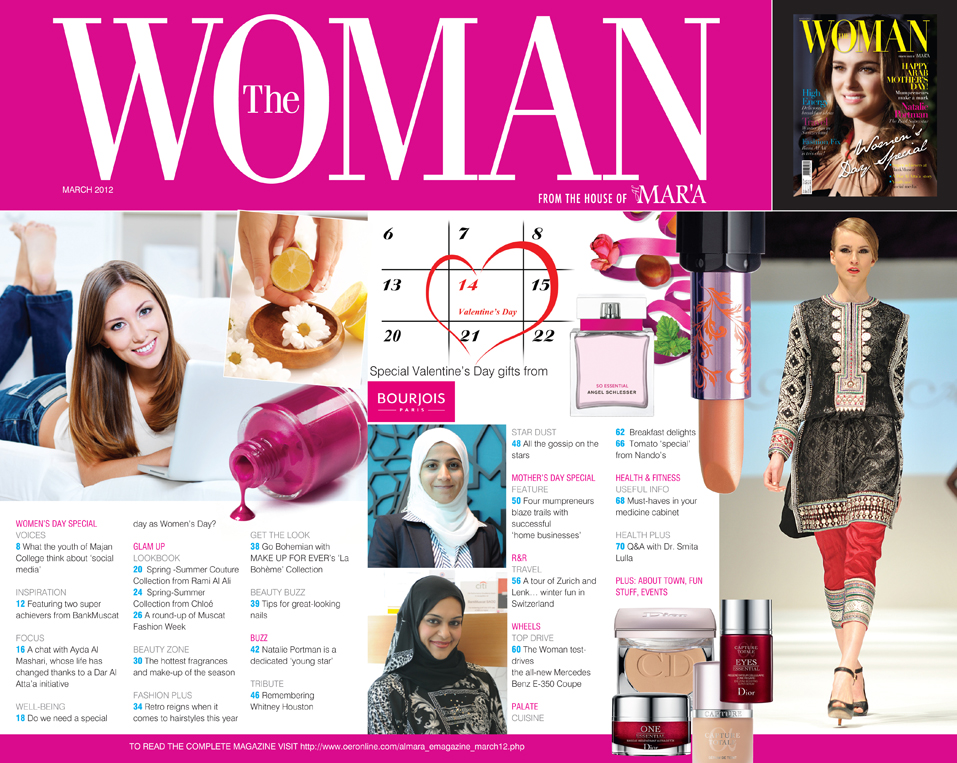 The
WOMAN
MARCH 2012
FROM THE HOUSE OF MAR'A
WOMAN
HAPPY
ARAB
MOTHER'S
DAY!
Mumpreneurs
make a mark
Natalie
Portman
High
Energy
Fashion Fix
Women's
Day Special
6 7 8
13 14 15
Valentine's Day
20 21 22
Special Valentine's Day gifts from
BOURJOIS
PARIS
SO ESSENTIAL
ANGEL SCHLESSER
WOMEN'S DAY SPECIAL
VOICES
8 What the youth of Majan
College think about 'social
media'
INSPIRATION
12 Featuring two super
achievers from BankMuscat
FOCUS
16 A chat with Ayda Al
Mashari, whose life has
changed thanks to a Dar Al
Atta'a initiative
WELL-BEING
18 Do we need a special
day as Women's Day?
GLAM UP
LOOKBOOK
20 Spring -Summer Couture
Collection from Rami Al Ali
24 Spring-Summer
Collection from Chloé
26 A round-up of Muscat
Fashion Week
BEAUTY ZONE
30 The hottest fragrances
and make-up of the season
FASHION PLUS
34 Retro reigns when it
comes to hairstyles this year
GET THE LOOK
38 Go Bohemian with
MAKE UP FOR EVER's 'La
Bohème' Collection
BEAUTY BUZZ
39 Tips for great-looking
nails
BUZZ
42 Natalie Portman is a
dedicated 'young star'
TRIBUTE
46 Remembering
Whitney Houston
STAR DUST
48 All the gossip on the
stars
MOTHER'S DAY SPECIAL
FEATURE
50 Four mumpreneurs
blaze trails with
successful
'home businesses'
R&R
TRAVEL
56 A tour of Zurich and
Lenk... winter fun in
Switzerland
WHEELS
TOP DRIVE
60 The Woman test-
drives
the all-new Mercedes
Benz E-350 Coupe
PALATE
CUISINE
62 Breakfast delights
66 Tomato 'special'
from Nando's
HEALTH & FITNESS
USEFUL INFO
68 Must-haves in your
medicine cabinet
HEALTH PLUS
70 Q&A with Dr. Smita
Lulla
PLUS: ABOUT TOWN, FUN
STUFF, EVENTS
CD
CAPTURE
TOTALE
EYES
ESSENTIAL
Dior
ONE
ESSENTIAL
Dior
CAPTURE
TO READ THE COMPLETE MAGAZINE VISIT http://www.oeronline.com/almara_emagazine_march12.php